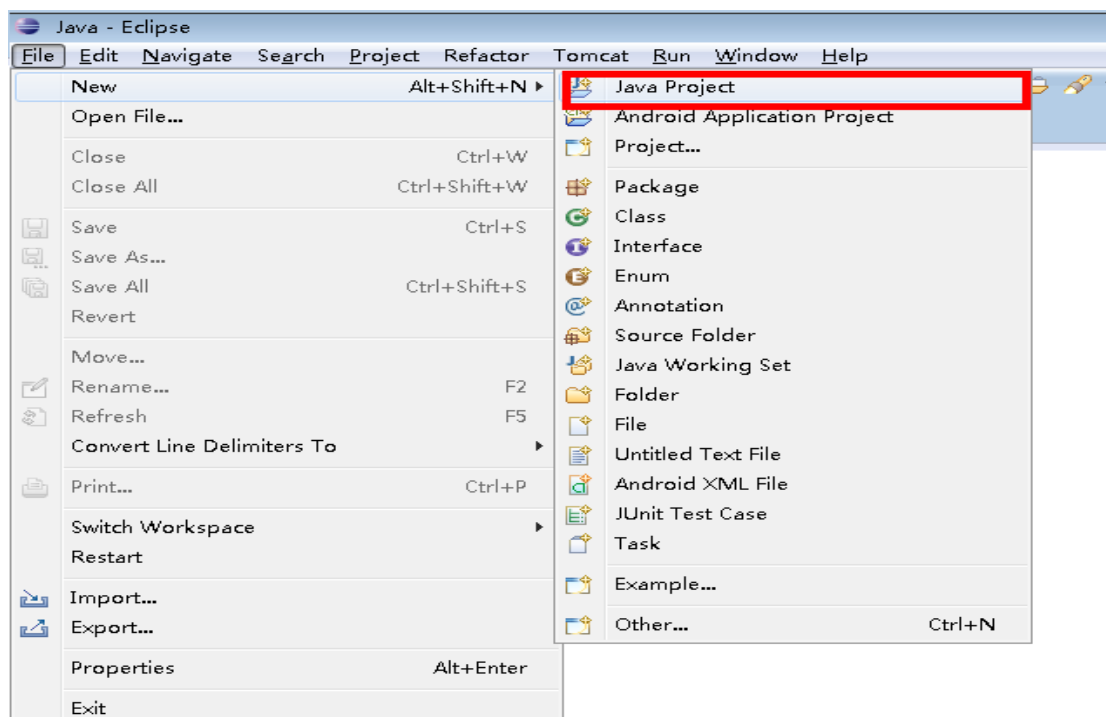 Java - Eclipse
File Edit Navigate Search Project Refactor Tomcat Run Window Help
New Alt+Shift+N
Open File...
Close Ctrl+W
Close All Ctrl+Shift+W
Save Ctrl+S
Save As...
Save All Ctrl+Shift+S
Revert
Move...
Rename... F2
Refresh F5
Convert Line Delimiters To
Print... Ctrl+P
Switch Workspace
Restart
Import...
Export...
Properties Alt+Enter
Exit
Java Project
Android Application Project
Project...
Package
Class
Interface
Enum
Annotation
Source Folder
Java Working Set
Folder
File
Untitled Text File
Android XML File
JUnit Test Case
Task
Example...
Other... Ctrl+N